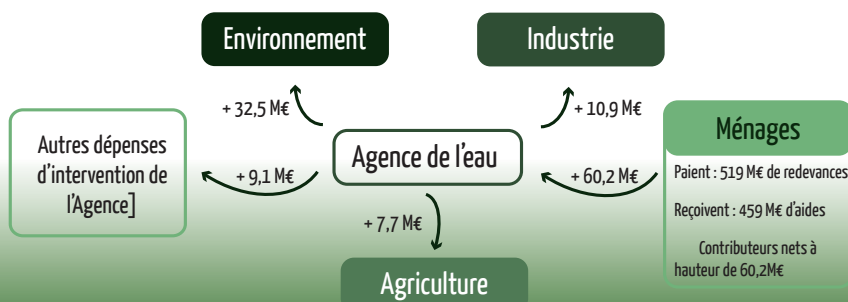 Environnement
Industrie
+ 32,5 M€
+ 10,9 M€
Autres dépenses
d'intervention de
l'Agence]
+ 9,1 M€
Agence de l'eau
+ 60,2 M€
Ménages
Paient : 519 M€ de redevances
Reçoivent : 459 M€ d'aides
Contributeurs nets à
hauteur de 60,2M€
+ 7,7 M€
Agriculture